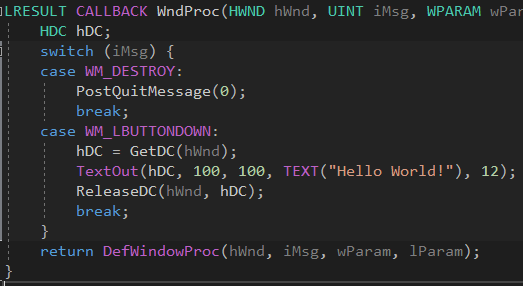 LRESULT CALLBACK WndProc(HWND hWnd, UINT iMsg, WPARAM wPar
HDC hDC;
switch (iMsg) {
case WM_DESTROY:
PostQuitMessage(0);
break;
case WM_LBUTTONDOWN:
hDC = GetDC(hWnd);
TextOut(hDC, 100, 100, TEXT("Hello World!"), 12);
ReleaseDC(hWnd, hDC);
break;
}
return DefWindowProc(hWnd, iMsg, wParam, lParam);
}